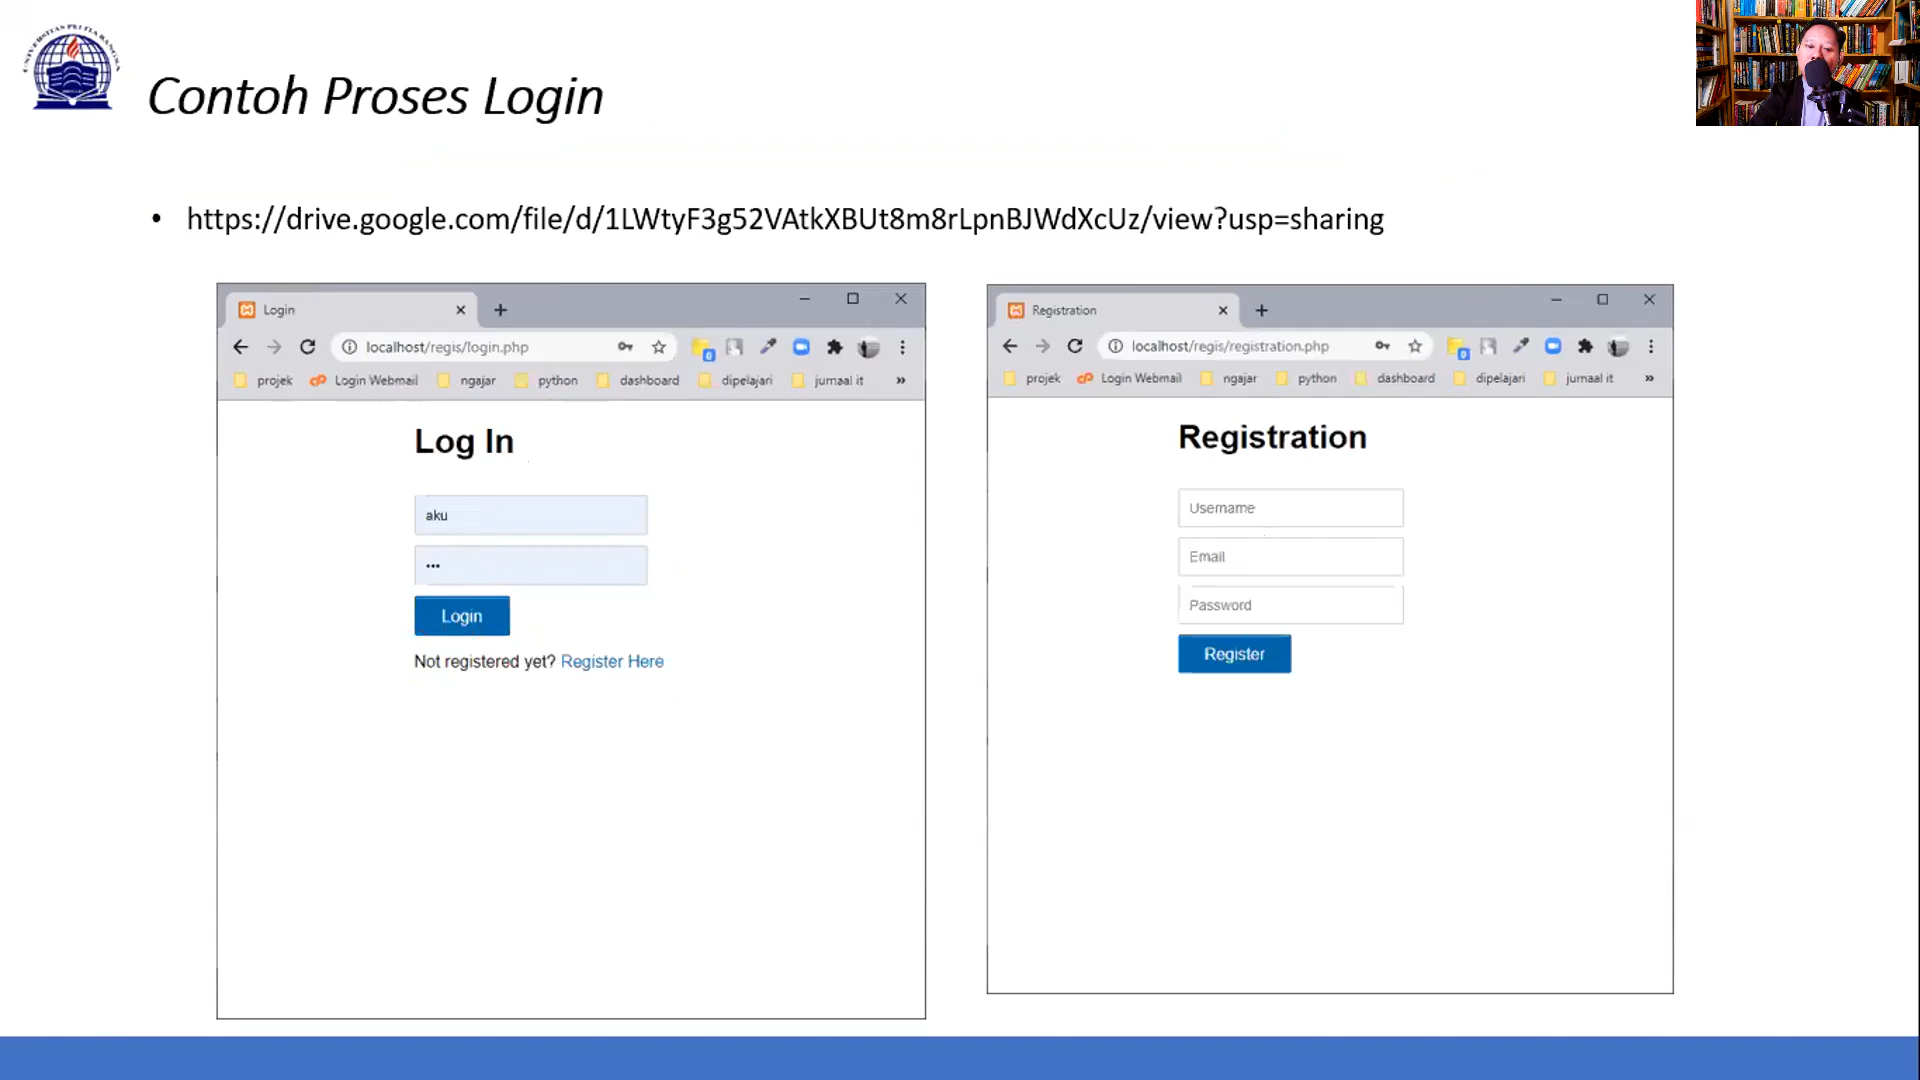 Contoh Proses Login
• https://drive.google.com/file/d/1LWtyF3g52VAtkXBUt8m8rLpnBJWdXcUz/view?usp=sharing
Login
localhost/regis/login.php
projek Login Webmail ngajar python dashboard dipelajari jurnaal it »
Log In
aku
•••
Login
Not registered yet? Register Here
Registration
localhost/regis/registration.php
projek Login Webmail ngajar python dashboard dipelajari jurnaal it »
Registration
Username
Email
Password
Register